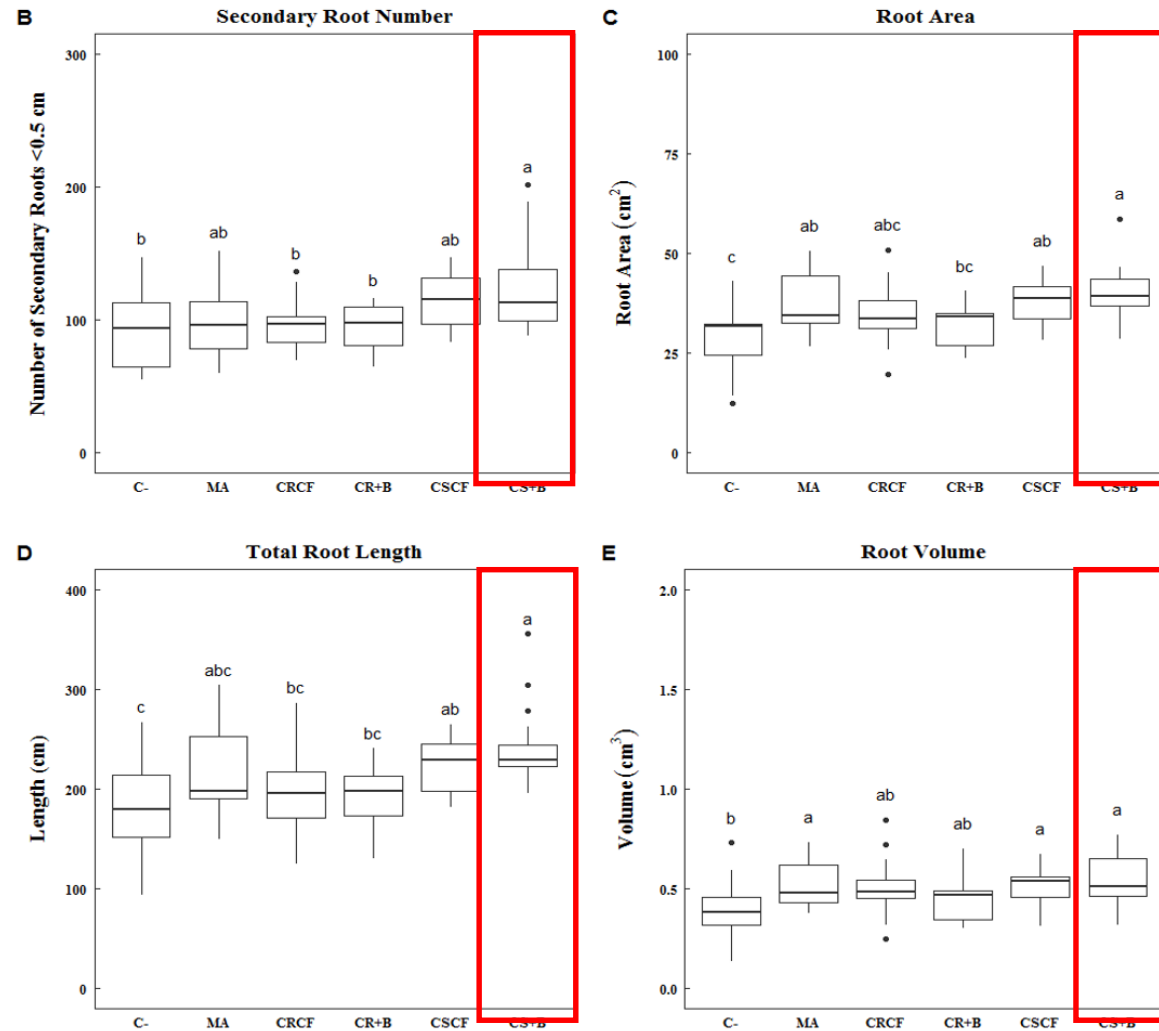 B
Secondary Root Number
Number of Secondary Roots <0.5 cm
300
200
100
0
b
ab
b
b
ab
a
C-
MA
CRCF
CR+B
CSCF
CS+B
C
Root Area
Root Area (cm²)
100
75
50
25
0
c
ab
abc
bc
ab
a
C-
MA
CRCF
CR+B
CSCF
CS+B
D
Total Root Length
Length (cm)
400
300
200
100
0
c
abc
bc
bc
ab
a
C-
MA
CRCF
CR+B
CSCF
CS+B
E
Root Volume
Volume (cm³)
2.0
1.5
1.0
0.5
0.0
b
a
ab
ab
a
a
C-
MA
CRCF
CR+B
CSCF
CS+B